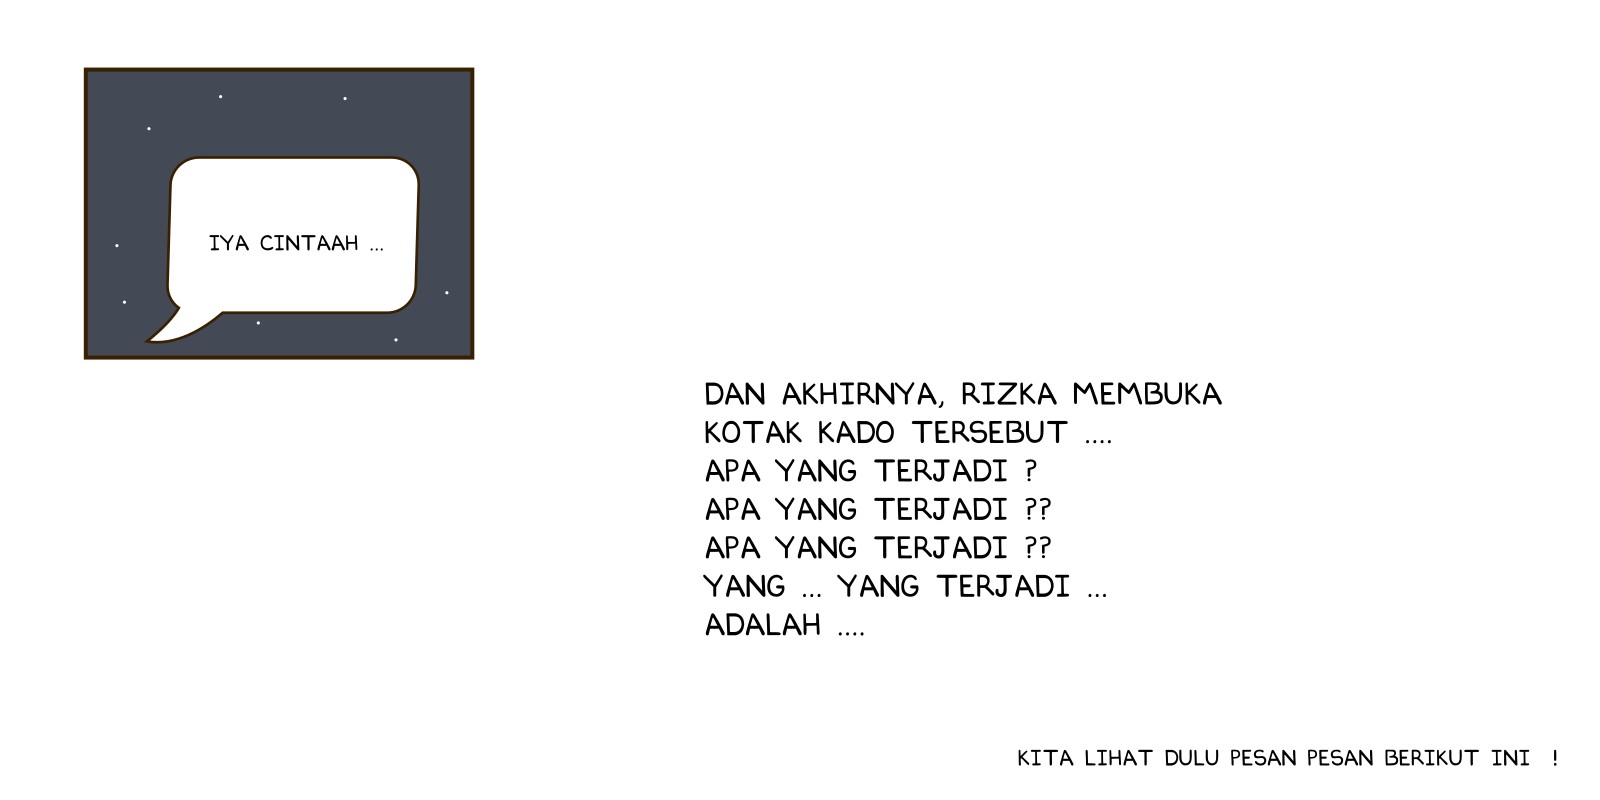 IYA CINTAAH ...
DAN AKHIRNYA, RIZKA MEMBUKA
KOTAK KADO TERSEBUT ....
APA YANG TERJADI ?
APA YANG TERJADI ??
APA YANG TERJADI ??
YANG ... YANG TERJADI ...
ADALAH ....
KITA LIHAT DULU PESAN PESAN BERIKUT INI !